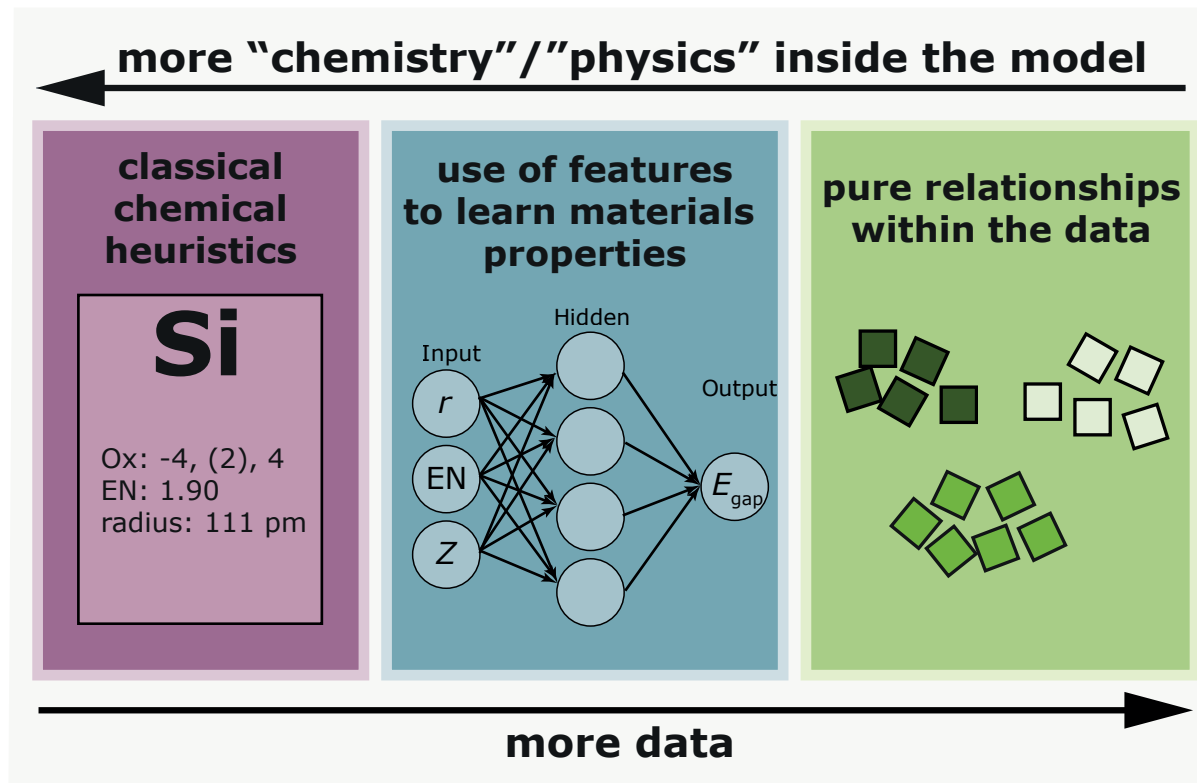 more “chemistry”/”physics” inside the model
classical
chemical
heuristics
Si
Ox: -4, (2), 4
EN: 1.90
radius: 111 pm
use of features
to learn materials
properties
Input
Hidden
Output
r
EN
Z
E gap
pure relationships
within the data
more data